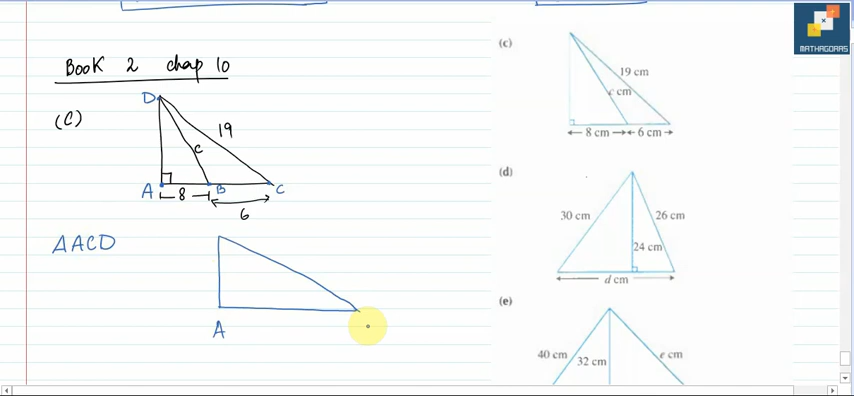 Book 2 chap 10
(C)
D
19
c
A
8
B
C
6
ΔACD
A
(c)
19 cm
c cm
8 cm
6 cm
(d)
30 cm
26 cm
24 cm
d cm
(e)
40 cm
32 cm
e cm
MATHAGORAS